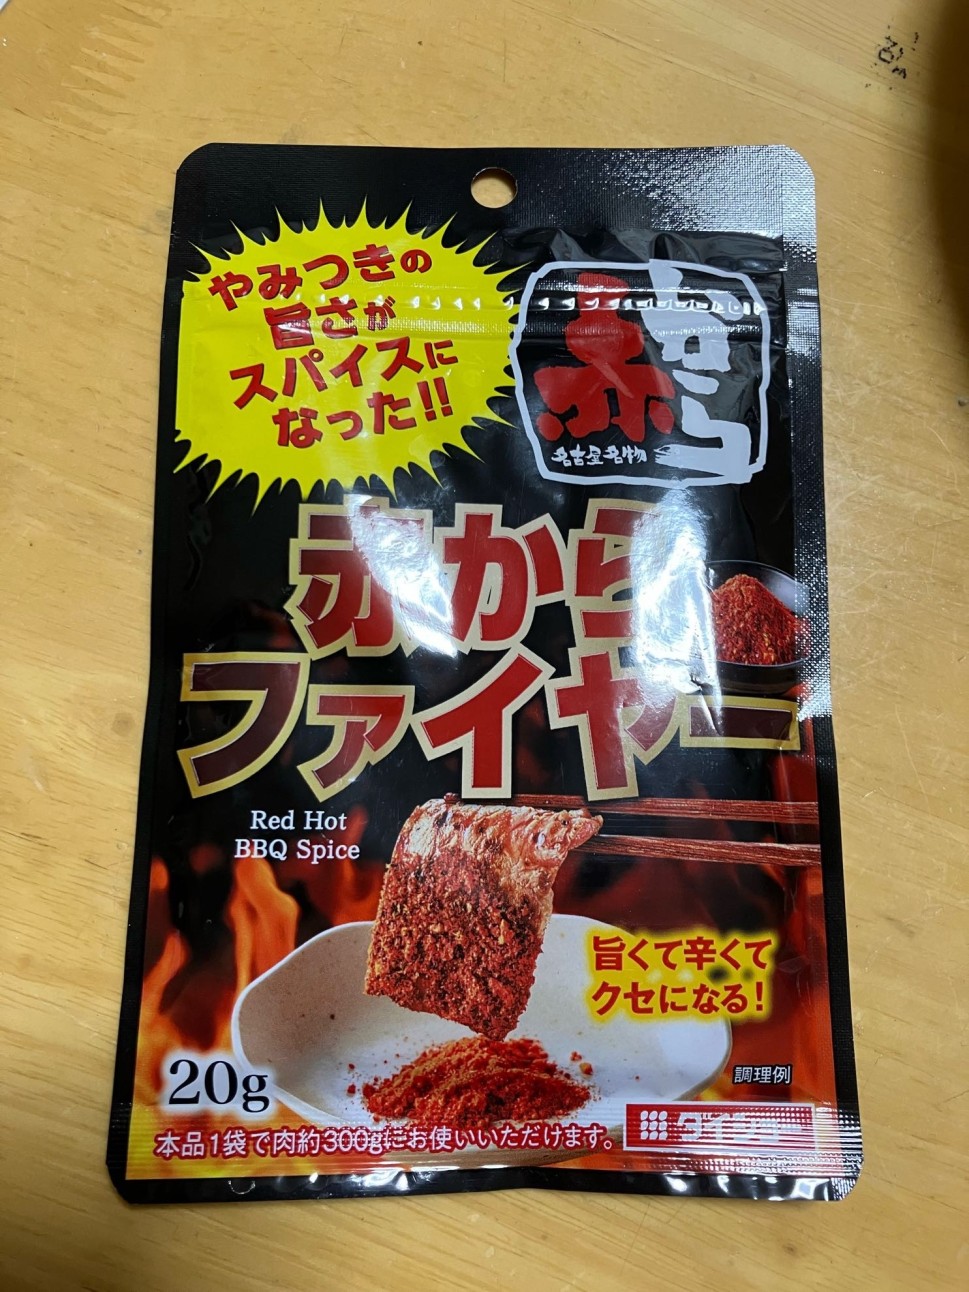 やみつきの
旨さが
スパイスに
なった!!
赤から
名古屋名物
赤から
ファイヤー
Red Hot
BBQ Spice
旨くて辛くて
クセになる!
20g
調理例
本品1袋で肉約300gにお使いいただけます。
ダイショー